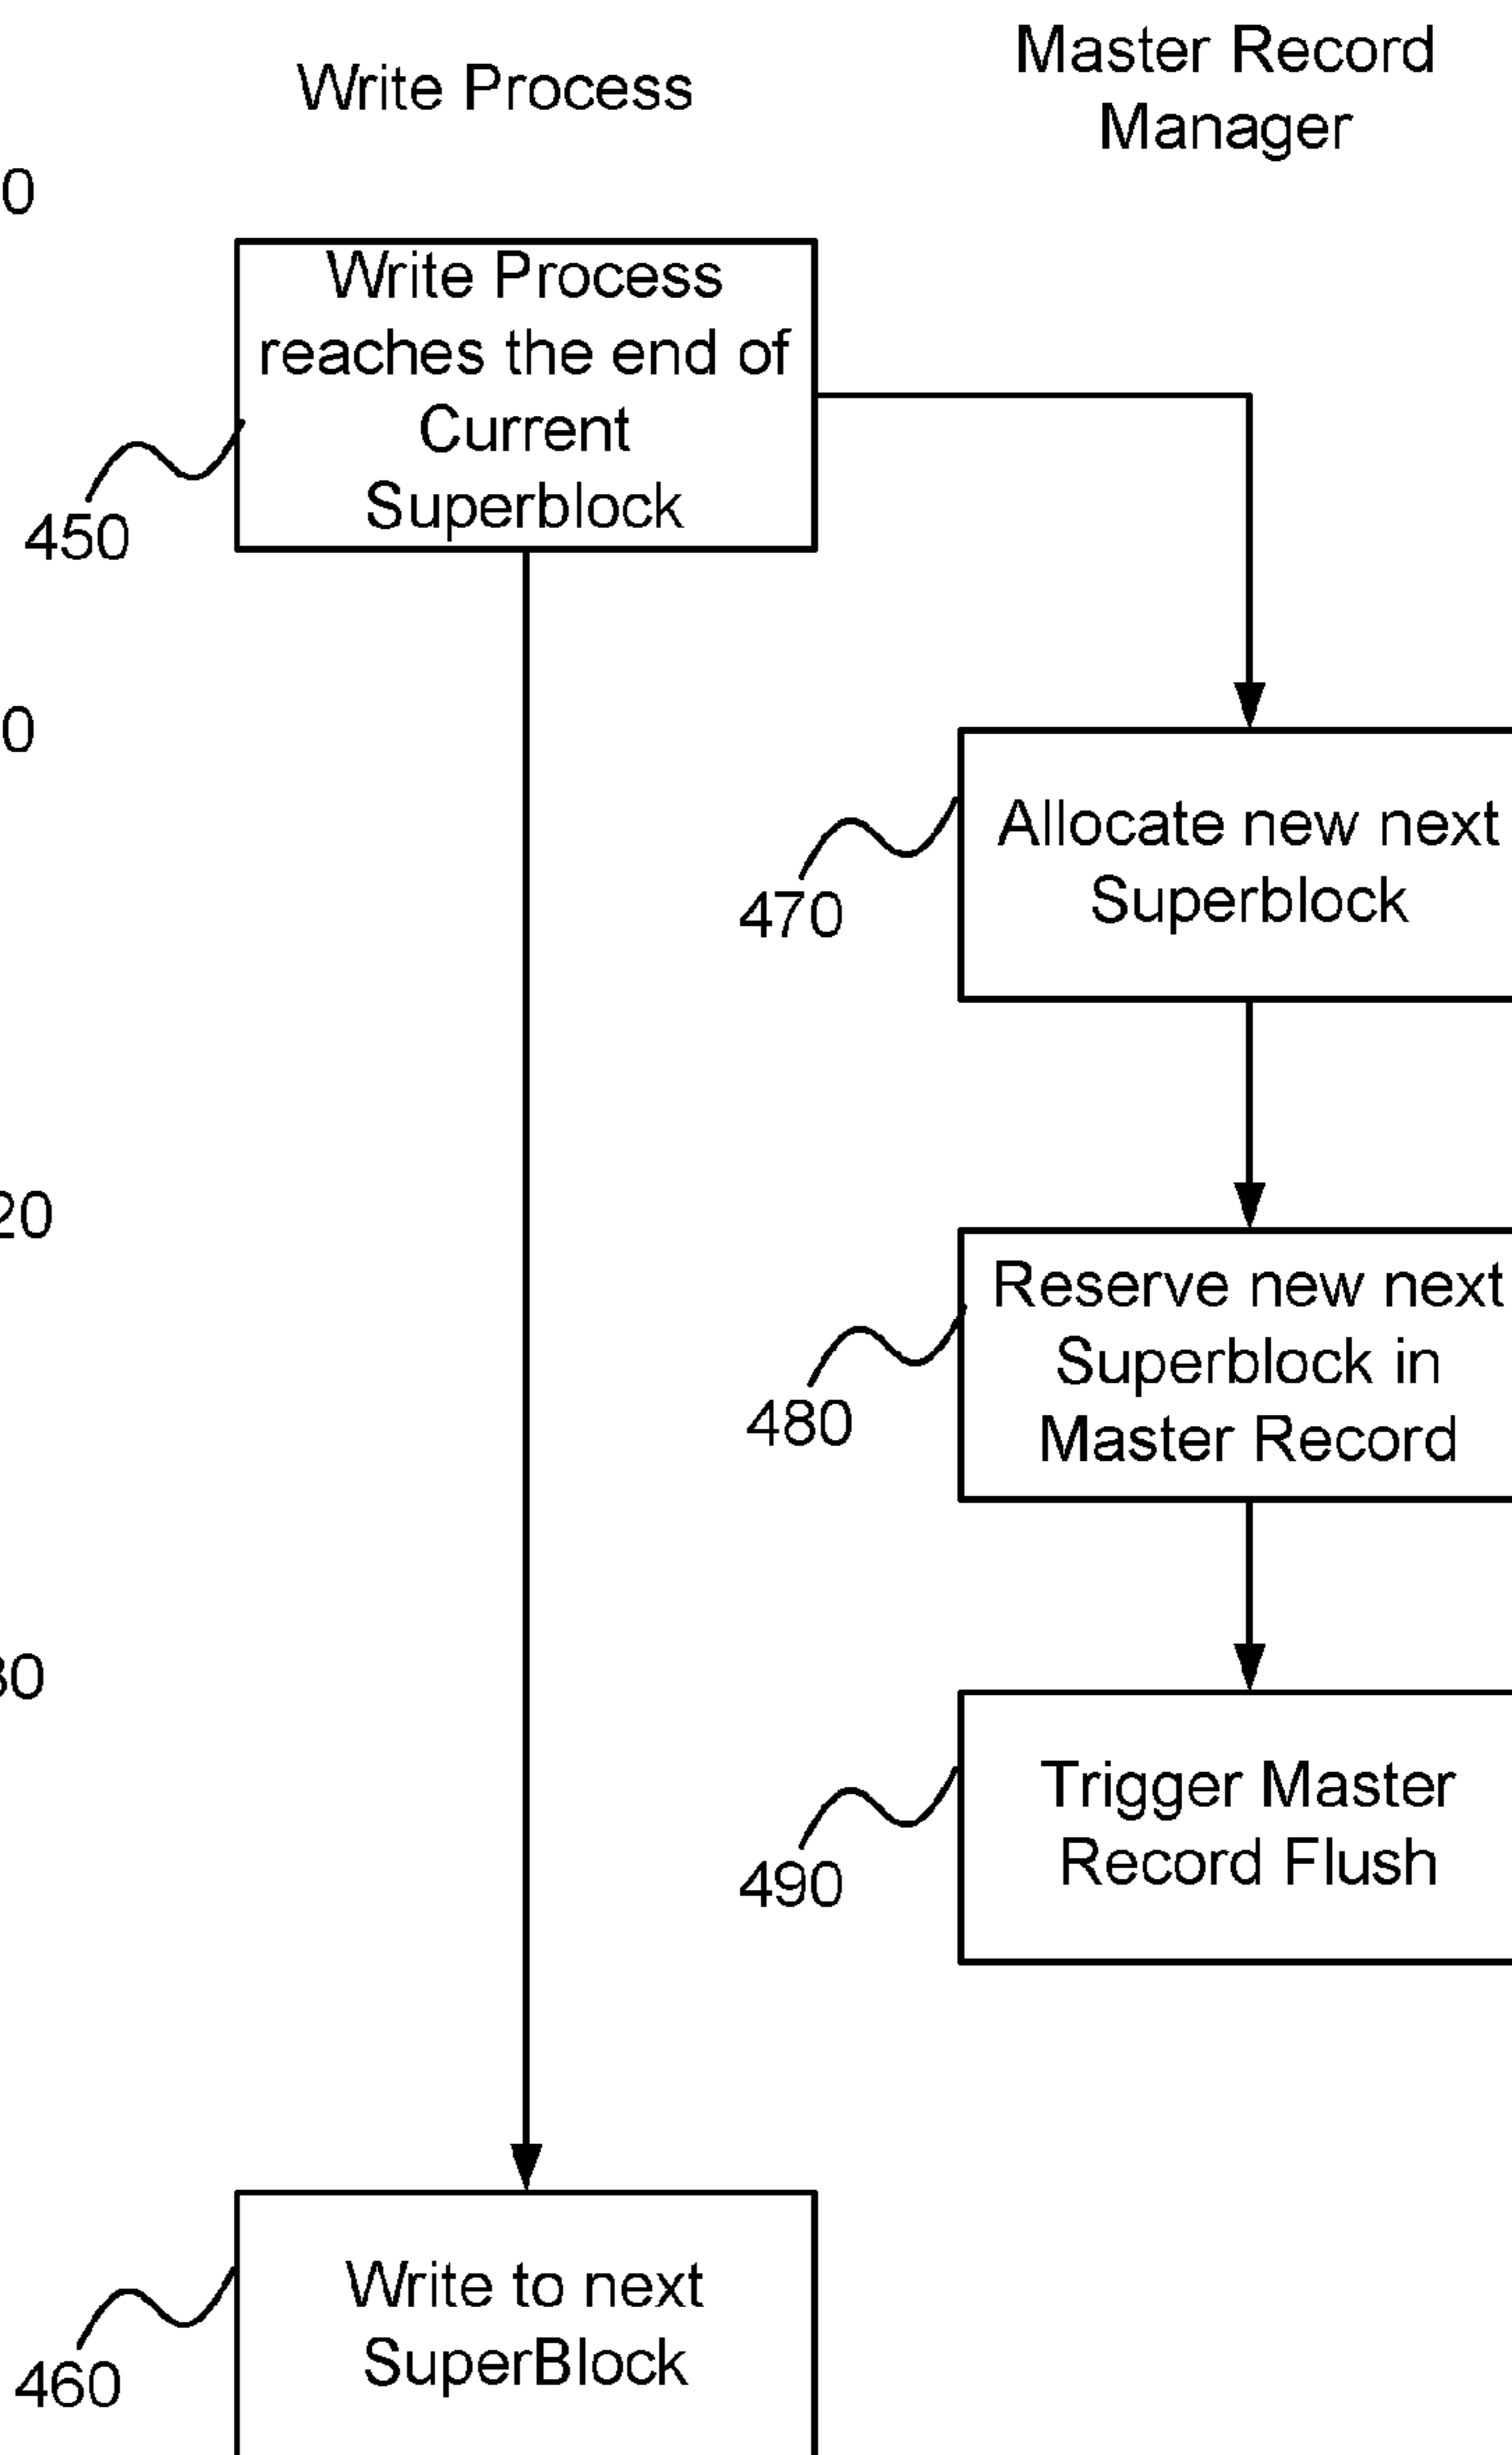 Write Process
Master Record
Manager
0
Write Process
reaches the end of
Current
Superblock
450
0
Allocate new next
Superblock
470
20
Reserve new next
Superblock in
Master Record
480
30
Trigger Master
Record Flush
490
Write to next
SuperBlock
460